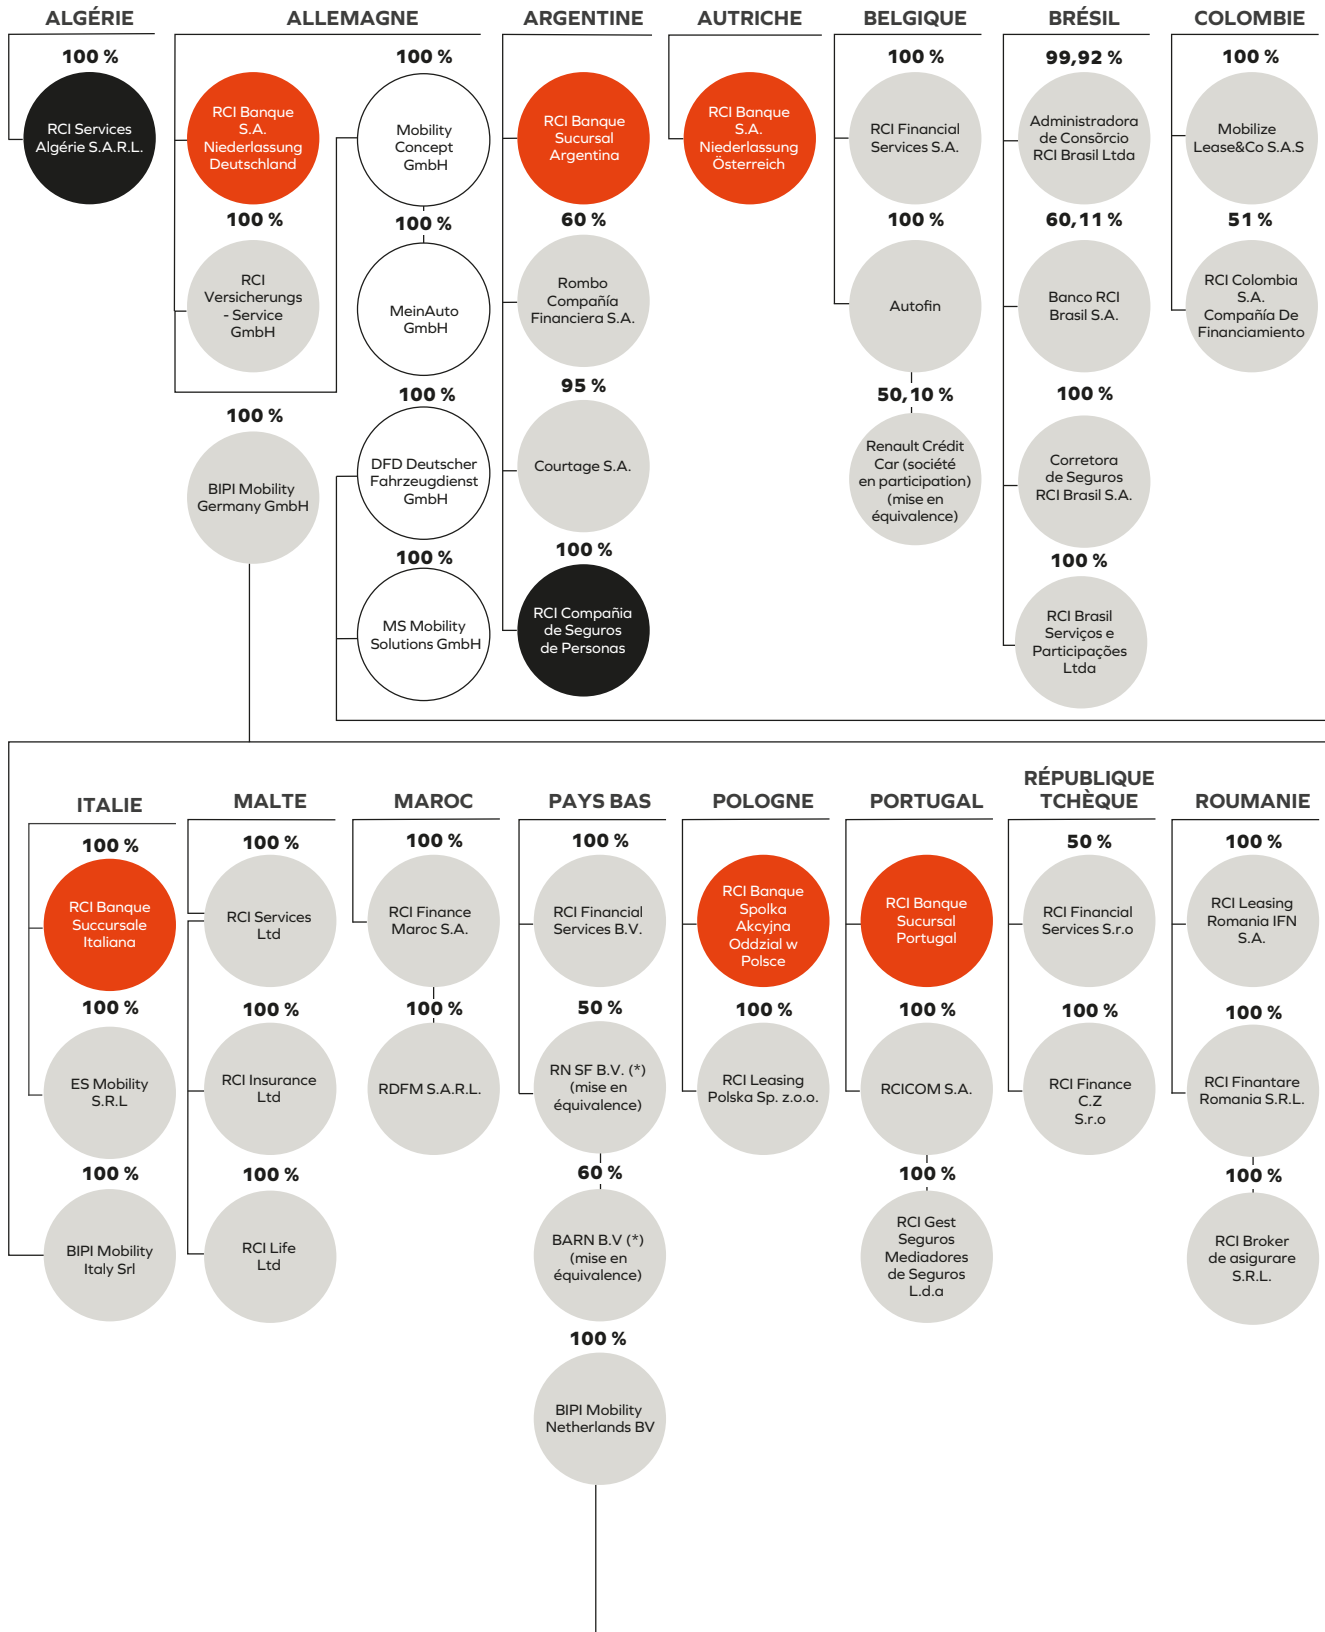 ALGÉRIE
100 %
RCI Services
Algérie S.A.R.L.
ALLEMAGNE
RCI Banque
S.A.
Niederlassung
Deutschland
100 %
RCI
Versicherungs
- Service
GmbH
100 %
BIPI Mobility
Germany GmbH
100 %
Mobility
Concept
GmbH
100 %
MeinAuto
GmbH
100 %
DFD Deutscher
Fahrzeugdienst
GmbH
100 %
MS Mobility
Solutions GmbH
ARGENTINE
RCI Banque
Sucursal
Argentina
60 %
Rombo
Compañía
Financiera S.A.
95 %
Courtage S.A.
100 %
RCI Compañia
de Seguros
de Personas
AUTRICHE
RCI Banque
S.A.
Niederlassung
Österreich
BELGIQUE
100 %
RCI Financial
Services S.A.
100 %
Autofin
50,10 %
Renault Crédit
Car (société
en participation)
(mise en
équivalence)
BRÉSIL
99,92 %
Administradora
de Consõrcio
RCI Brasil Ltda
60,11 %
Banco RCI
Brasil S.A.
100 %
Corretora
de Seguros
RCI Brasil S.A.
100 %
RCI Brasil
Serviços e
Participações
Ltda
COLOMBIE
100 %
Mobilize
Lease&Co S.A.S
51 %
RCI Colombia
S.A.
Compañía De
Financiamiento
ITALIE
100 %
RCI Banque
Succursale
Italiana
100 %
ES Mobility
S.R.L
100 %
BIPI Mobility
Italy Srl
MALTE
100 %
RCI Services
Ltd
100 %
RCI Insurance
Ltd
100 %
RCI Life
Ltd
MAROC
100 %
RCI Finance
Maroc S.A.
100 %
RDFM S.A.R.L.
PAYS BAS
100 %
RCI Financial
Services B.V.
50 %
RN SF B.V. (*)
(mise en
équivalence)
60 %
BARN B.V (*)
(mise en
équivalence)
100 %
BIPI Mobility
Netherlands BV
POLOGNE
RCI Banque
Spolka
Akcyjna
Oddzial w
Polsce
100 %
RCI Leasing
Polska Sp. z.o.o.
PORTUGAL
RCI Banque
Sucursal
Portugal
100 %
RCICOM S.A.
100 %
RCI Gest
Seguros
Mediadores
de Seguros
L.d.a
RÉPUBLIQUE
TCHÈQUE
50 %
RCI Financial
Services S.r.o
100 %
RCI Finance
C.Z
S.r.o
ROUMANIE
100 %
RCI Leasing
Romania IFN
S.A.
100 %
RCI Finantare
Romania S.R.L.
100 %
RCI Broker
de asigurare
S.R.L.